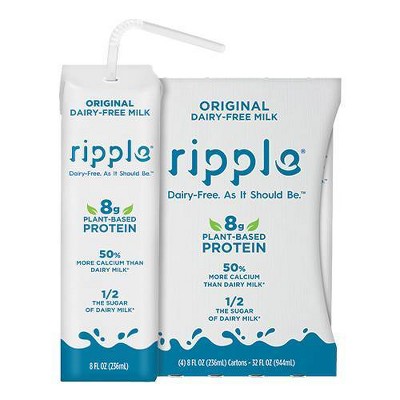 ORIGINAL
DAIRY-FREE MILK
ripple®
Dairy-Free. As It Should Be.™
8g
PLANT-BASED
PROTEIN
50%
MORE CALCIUM THAN
DAIRY MILK*
1/2
THE SUGAR
OF DAIRY MILK*
8 FL OZ (236mL)
ORIGINAL
DAIRY-FREE MILK
ripple®
Dairy-Free. As It Should Be.™
8g
PLANT-BASED
PROTEIN
50%
MORE CALCIUM
THAN DAIRY MILK*
1/2
THE SUGAR
OF DAIRY MILK*
(4) 8 FL OZ (236mL) Cartons - 32 FL OZ (944mL)